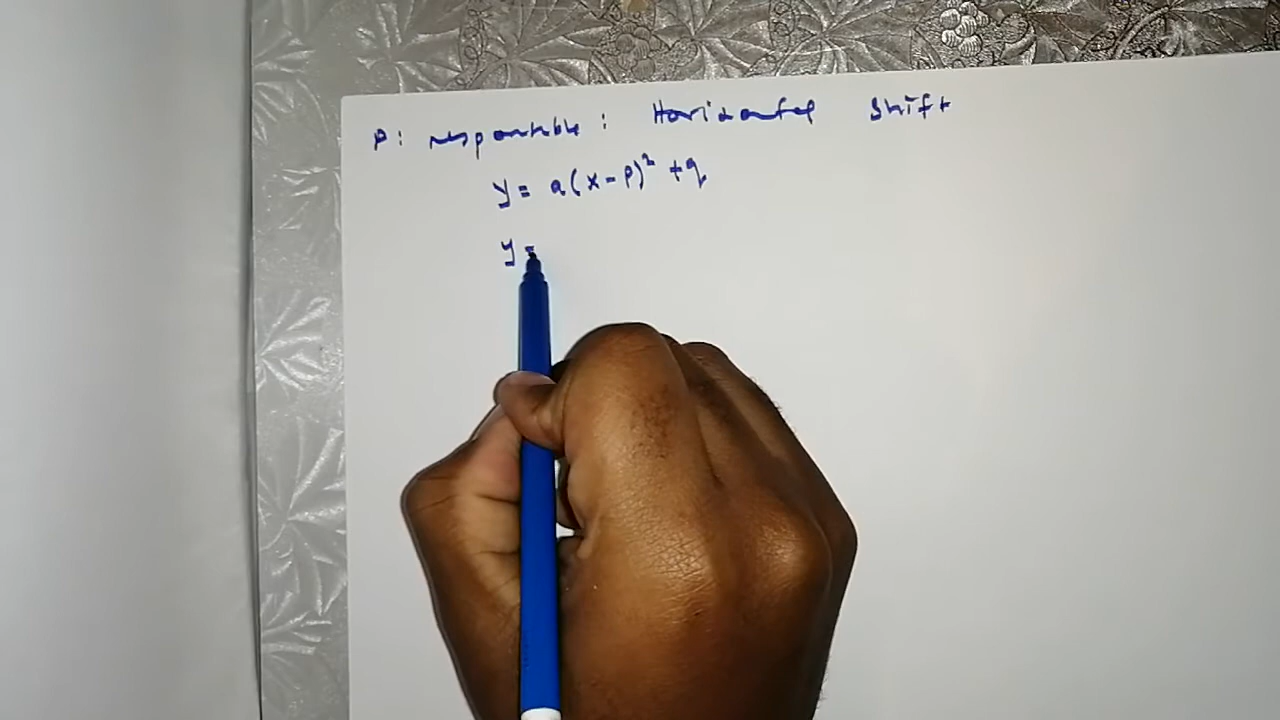 P: responsible: Horizontal shift
y = a(x-p)² + q
y =